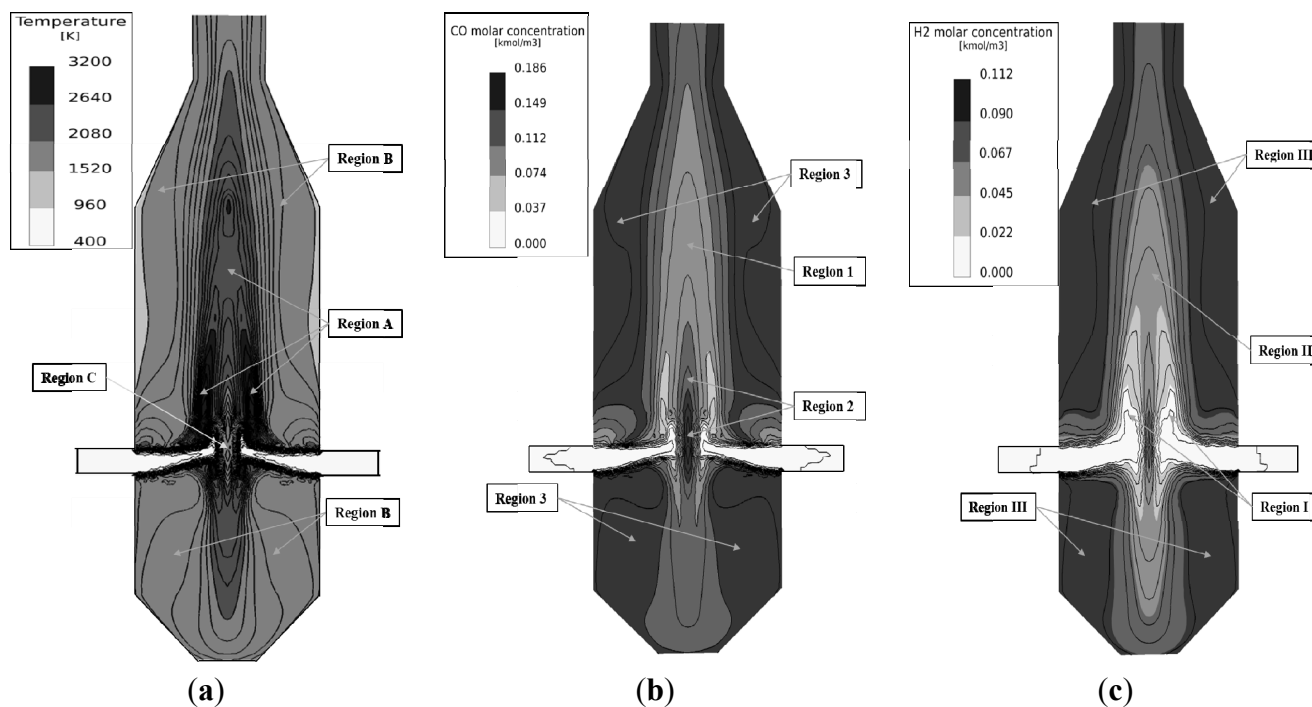 Temperature
[K]
3200
2640
2080
1520
960
400
Region B
Region A
Region C
Region B
(a)
CO molar concentration
[kmol/m3]
0.186
0.149
0.112
0.074
0.037
0.000
Region 3
Region 1
Region 2
Region 3
(b)
H2 molar concentration
[kmol/m3]
0.112
0.090
0.067
0.045
0.022
0.000
Region III
Region II
Region III
Region I
(c)